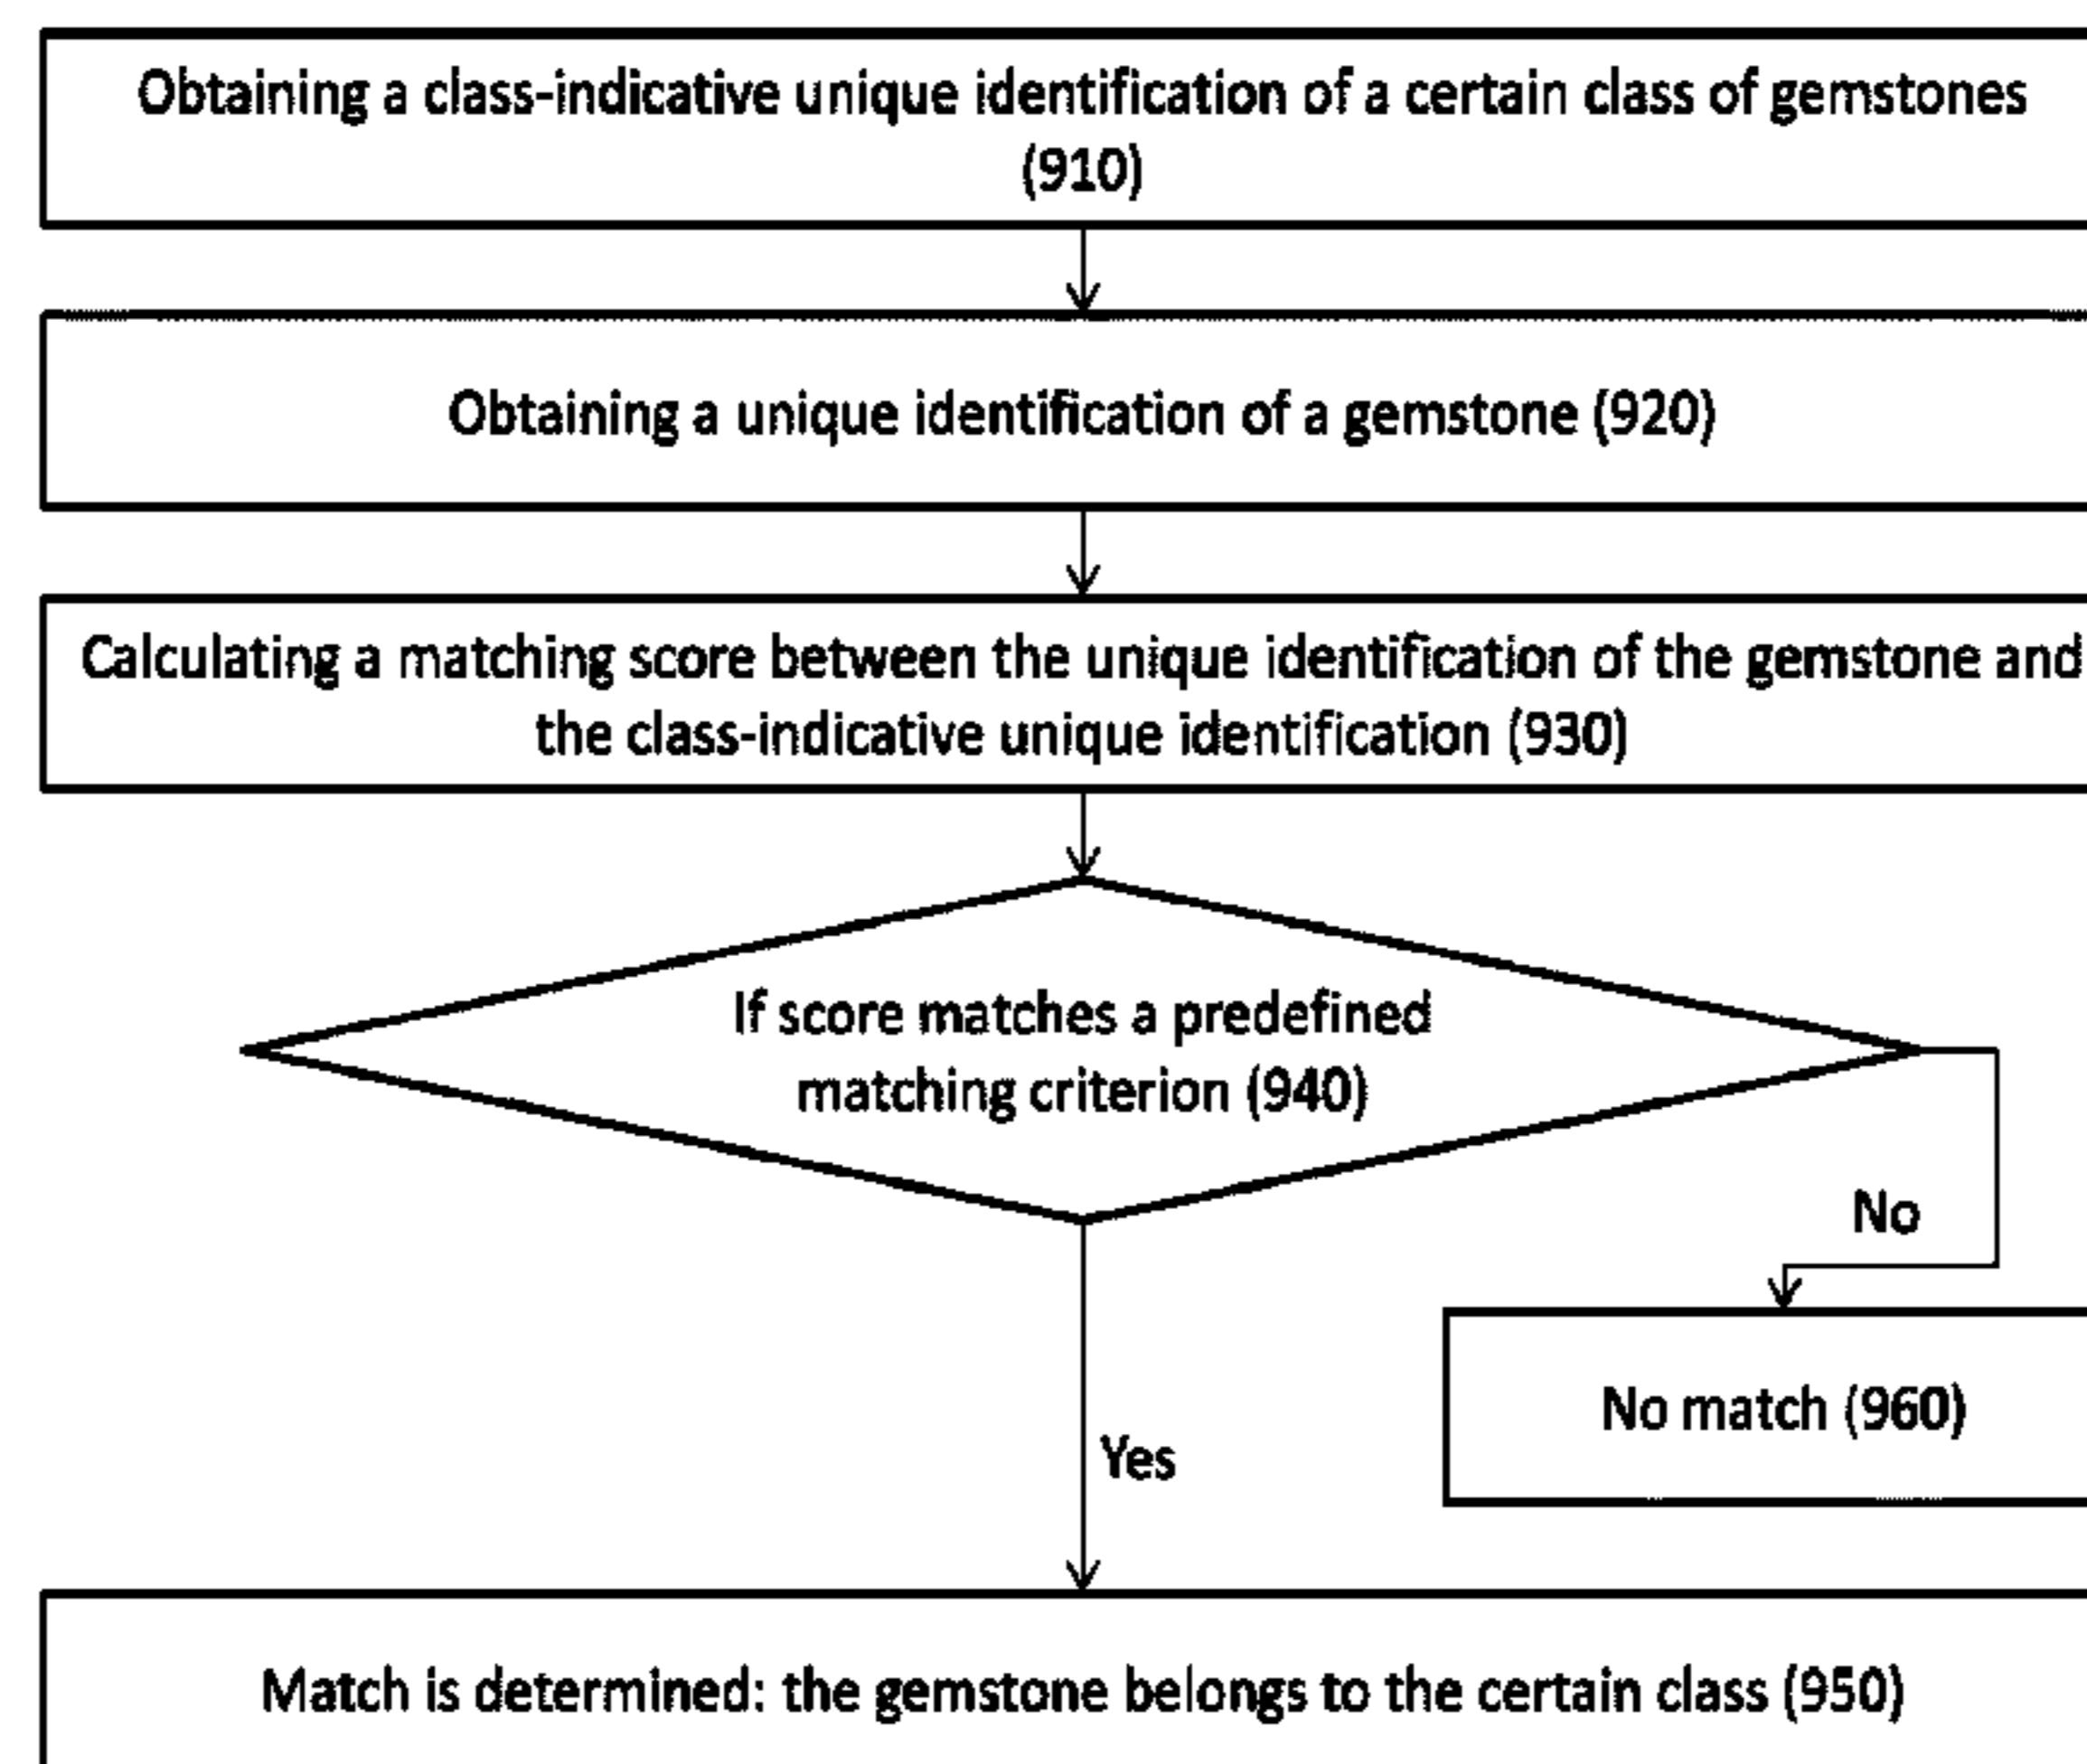 Obtaining a class-indicative unique identification of a certain class of gemstones
(910)
Obtaining a unique identification of a gemstone (920)
Calculating a matching score between the unique identification of the gemstone and
the class-indicative unique identification (930)
If score matches a predefined
matching criterion (940)
No
No match (960)
Yes
Match is determined: the gemstone belongs to the certain class (950)